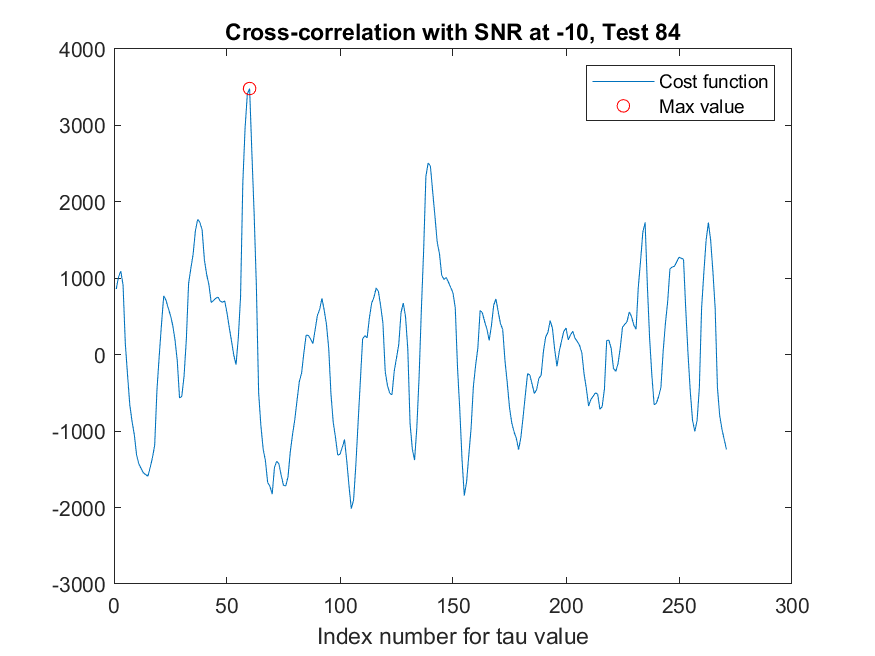 Cross-correlation with SNR at -10, Test 84
4000
3000
2000
1000
0
-1000
-2000
-3000
Cost function
Max value
0 50 100 150 200 250 300
Index number for tau value